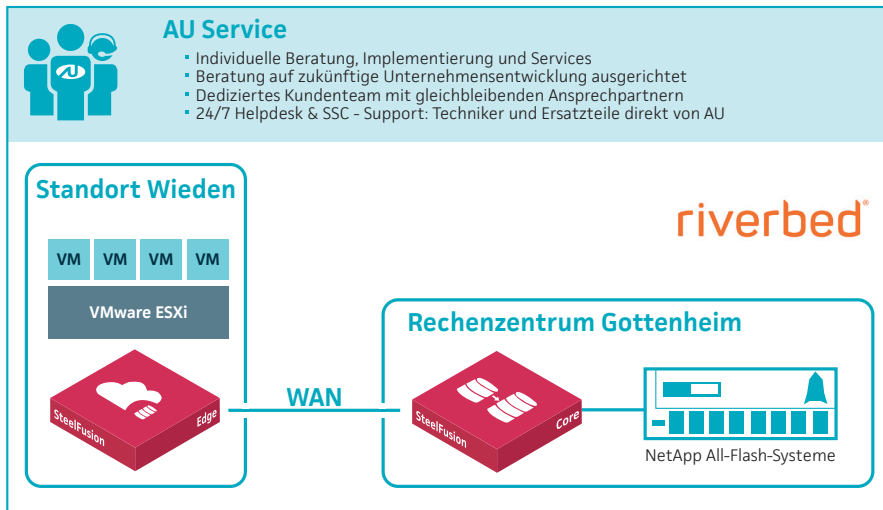 AU Service
▪ Individuelle Beratung, Implementierung und Services
▪ Beratung auf zukünftige Unternehmensentwicklung ausgerichtet
▪ Dediziertes Kundenteam mit gleichbleibenden Ansprechpartnern
▪ 24/7 Helpdesk & SSC - Support: Techniker und Ersatzteile direkt von AU
AU
Standort Wieden
riverbed®
VM VM VM VM
VMware ESXi
Rechenzentrum Gottenheim
WAN
SteelFusion Edge
SteelFusion Core
NetApp All-Flash-Systeme